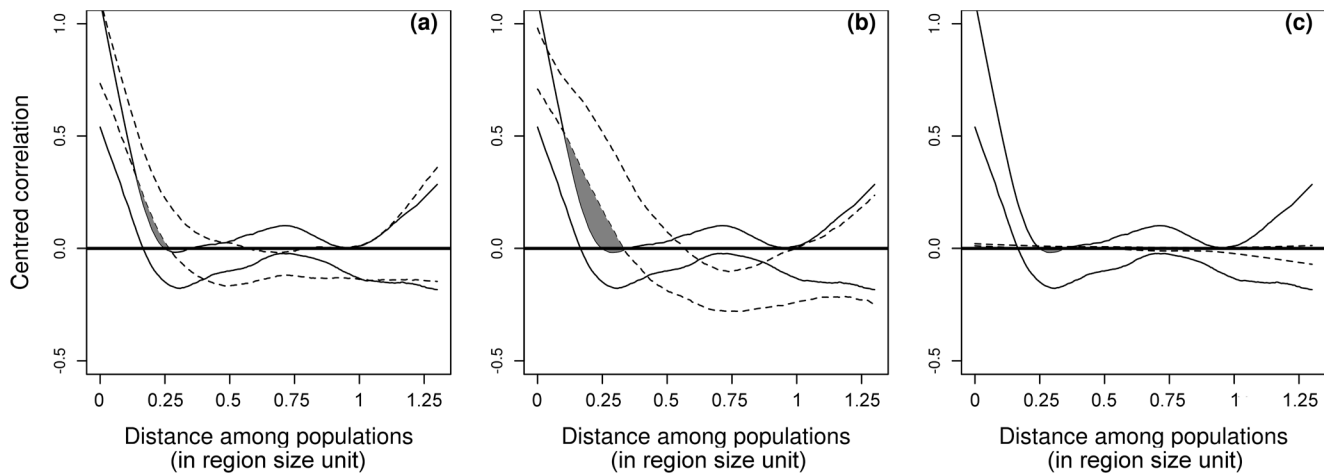 (a)
(b)
(c)
Centred correlation
1.0
0.5
0.0
-0.5
0 0.25 0.5 0.75 1 1.25
Distance among populations
(in region size unit)
1.0
0.5
0.0
-0.5
0 0.25 0.5 0.75 1 1.25
Distance among populations
(in region size unit)
1.0
0.5
0.0
-0.5
0 0.25 0.5 0.75 1 1.25
Distance among populations
(in region size unit)